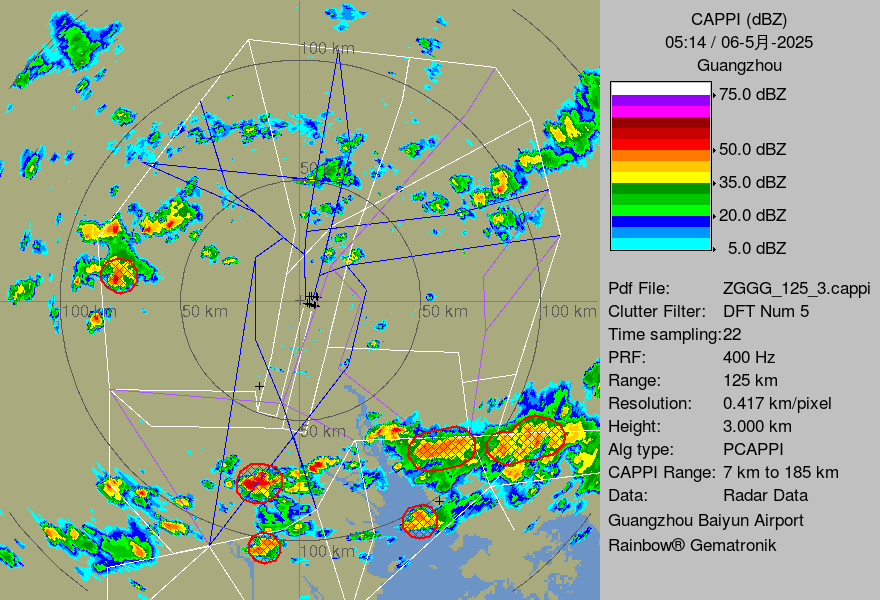 CAPPI (dBZ)
05:14 / 06-5月-2025
Guangzhou
75.0 dBZ
50.0 dBZ
35.0 dBZ
20.0 dBZ
5.0 dBZ
Pdf File: ZGGG_125_3.cappi
Clutter Filter: DFT Num 5
Time sampling:22
PRF: 400 Hz
Range: 125 km
Resolution: 0.417 km/pixel
Height: 3.000 km
Alg type: PCAPPI
CAPPI Range: 7 km to 185 km
Data: Radar Data
Guangzhou Baiyun Airport
Rainbow® Gematronik
100 km
50
100 km
50 km
50 km
100 km
50 km
100 km